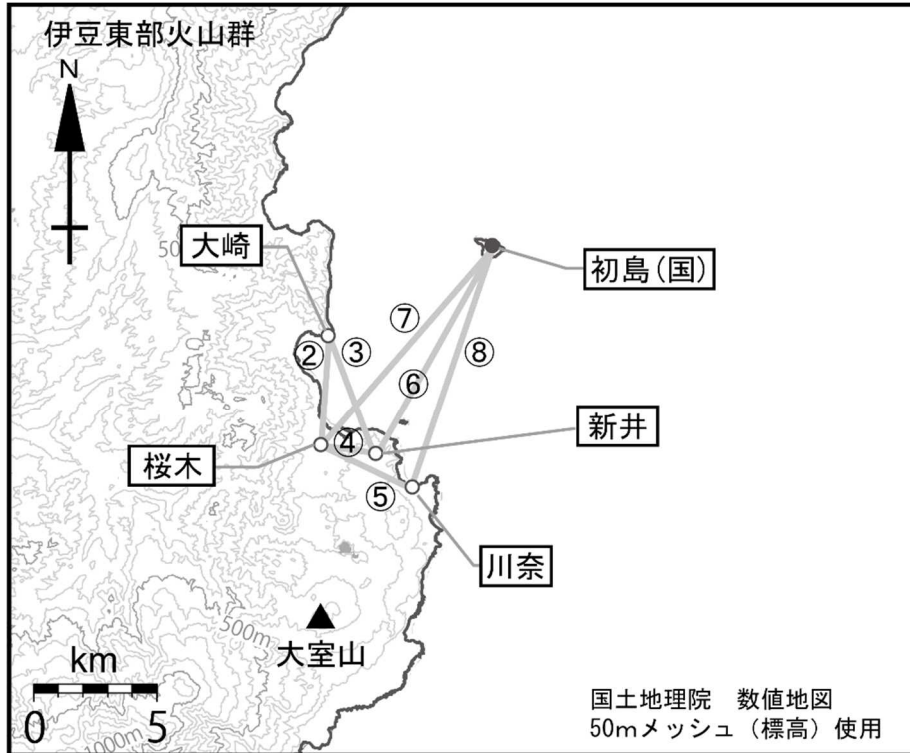 伊豆東部火山群
N
大崎
初島(国)
⑦
②
③
⑧
⑥
新井
④
桜木
⑤
川奈
500m
大室山
km
0 5
1000m
国土地理院 数値地図
50mメッシュ(標高)使用